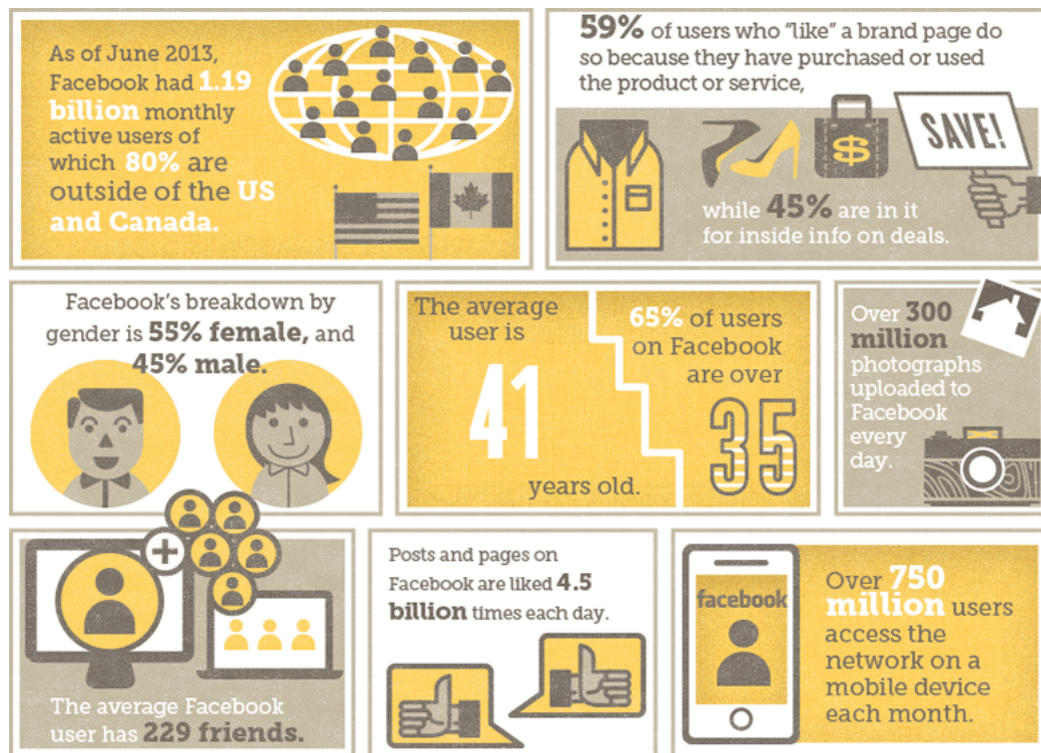 As of June 2013,
Facebook had 1.19
billion monthly
active users of
which 80% are
outside of the US
and Canada.
59% of users who “like” a brand page do
so because they have purchased or used
the product or service,
$
SAVE!
while 45% are in it
for inside info on deals.
Facebook’s breakdown by
gender is 55% female, and
45% male.
The average
user is
41
years old.
65% of users
on Facebook
are over
35
Over 300
million
photographs
uploaded to
Facebook
every
day.
The average Facebook
user has 229 friends.
Posts and pages on
Facebook are liked 4.5
billion times each day.
facebook
Over 750
million users
access the
network on a
mobile device
each month.